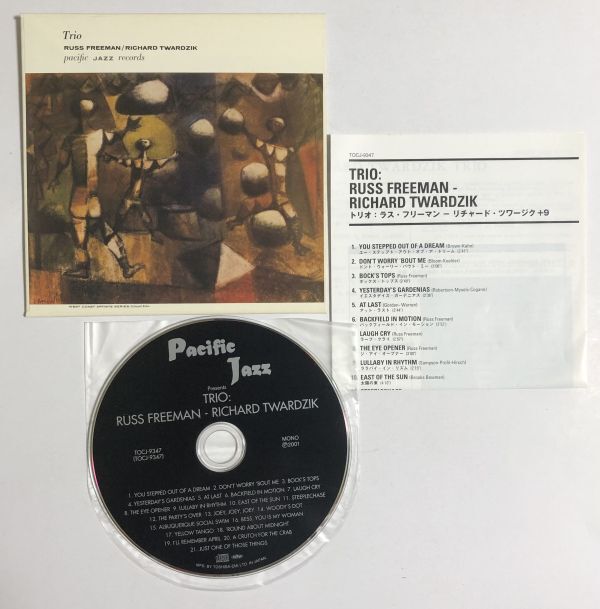 Trio
RUSS FREEMAN/RICHARD TWARDZIK
pacific JAZZ records
WEST COAST ARTISTS SERIES
TOCJ-9347
TRIO:
RUSS FREEMAN -
RICHARD TWARDZIK
トリオ：ラス・フリーマン － リチャード・ツワージク +9
1. YOU STEPPED OUT OF A DREAM (Brown-Kahn)
ユー・ステップト・アウト・オブ・ア・ドリーム
2. DON'T WORRY 'BOUT ME (Bloom-Koehler)
ドント・ウォーリー・バウト・ミー
3. BOCK'S TOPS (Russ Freeman)
ボックス・トップス
4. YESTERDAY'S GARDENIAS (Robertson-Mysels-Cogane)
イエスタデイズ・ガーデニアス
5. AT LAST (Gordon-Warren)
アット・ラスト
6. BACKFIELD IN MOTION (Russ Freeman)
バックフィールド・イン・モーション
LAUGH CRY (Russ Freeman)
ラーフ・クライ
THE EYE OPENER (Russ Freeman)
ジ・アイ・オープナー
LULLABY IN RHYTHM (Sampson-Profit-Hirsch)
ララバイ・イン・リズム
10. EAST OF THE SUN (Brooks Bowman)
太陽の東
Pacific
Jazz
Presents
TRIO:
RUSS FREEMAN - RICHARD TWARDZIK
TOCJ-9347
(TOCJ-9347)
MONO
℗2001
1. YOU STEPPED OUT OF A DREAM 2. DON'T WORRY 'BOUT ME 3. BOCK'S TOPS
4. YESTERDAY'S GARDENIAS 5. AT LAST 6. BACKFIELD IN MOTION 7. LAUGH CRY
8. THE EYE OPENER 9. LULLABY IN RHYTHM 10. EAST OF THE SUN 11. STEEPLECHASE
12. THE PARTY'S OVER 13. JOEY, JOEY, JOEY 14. WOODY'S DOT
15. ALBUQUERQUE SOCIAL SWIM 16. BESS, YOU IS MY WOMAN
17. YELLOW TANGO 18. 'ROUND ABOUT MIDNIGHT
19. I'LL REMEMBER APRIL 20. A CRUTCH FOR THE CRAB
21. JUST ONE OF THOSE THINGS
MFG. BY TOSHIBA-EMI LTD IN JAPAN